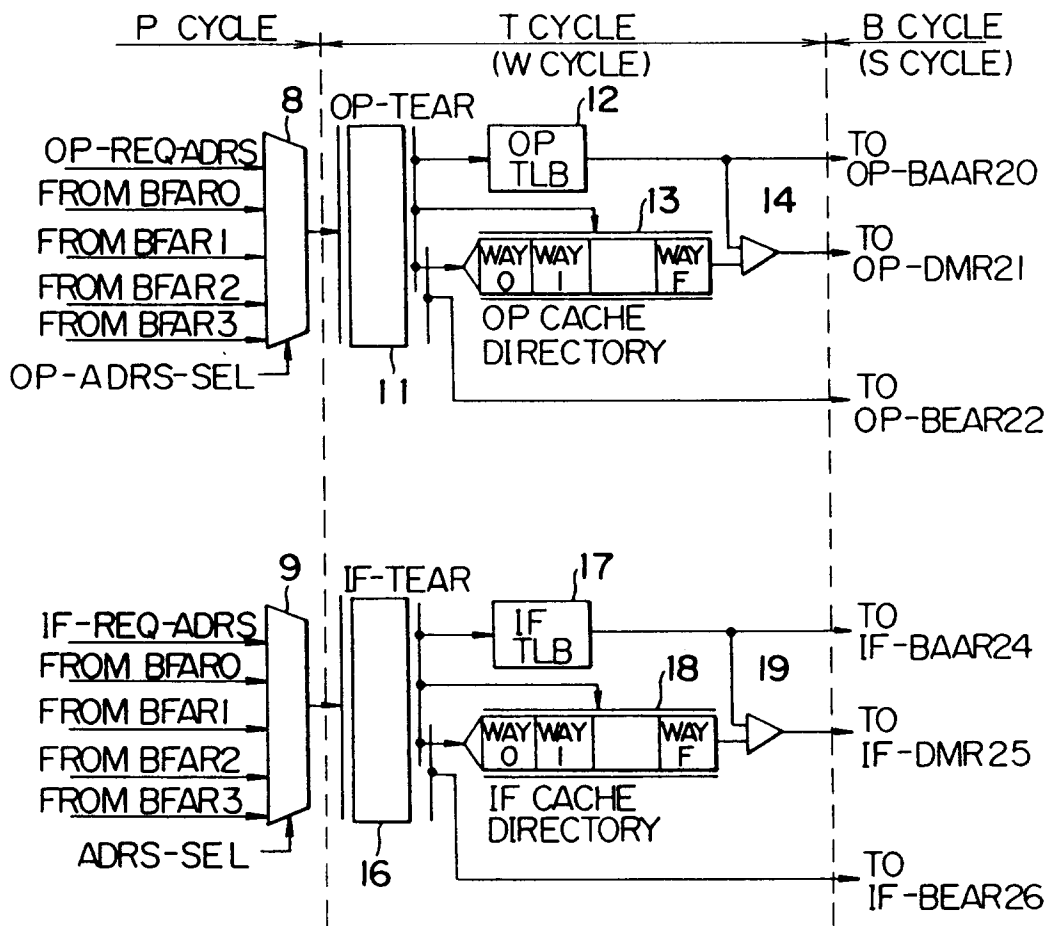 P CYCLE
T CYCLE
(W CYCLE)
B CYCLE
(S CYCLE)
8
OP-TEAR
12
OP-REQ-ADRS
FROM BFAR0
FROM BFAR1
FROM BFAR2
FROM BFAR3
OP-ADRS-SEL
11
OP
TLB
13
14
WAY
0
WAY
1
WAY
F
OP CACHE
DIRECTORY
TO
OP-BAAR20
TO
OP-DMR21
TO
OP-BEAR22
9
IF-TEAR
17
IF-REQ-ADRS
FROM BFAR0
FROM BFAR1
FROM BFAR2
FROM BFAR3
ADRS-SEL
16
IF
TLB
18
19
WAY
0
WAY
1
WAY
F
IF CACHE
DIRECTORY
TO
IF-BAAR24
TO
IF-DMR25
TO
IF-BEAR26